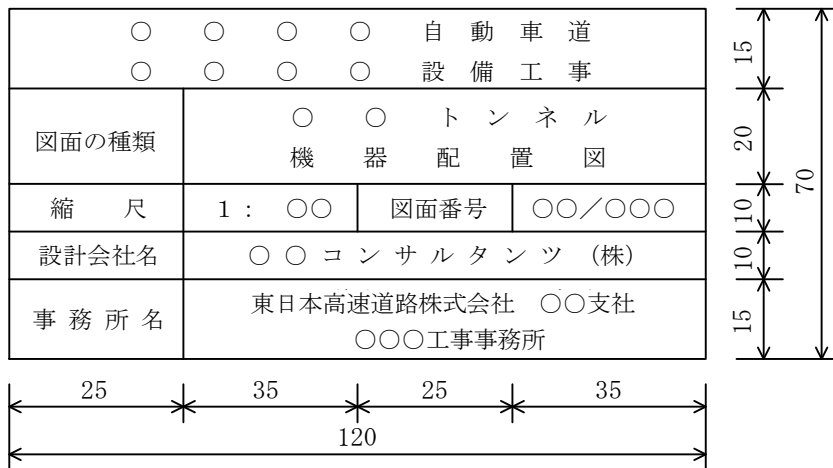 ○ ○ ○ ○ 自動車道
○ ○ ○ ○ 設備工事
図面の種類
○ ○ トンネル
機器配置図
縮 尺 1: ○○ 図面番号 ○○/○○○
設計会社名 ○○コンサルタンツ (株)
事務所名
東日本高速道路株式会社 ○○支社
○○○工事事務所
15
20
10
10
15
70
25 35 25 35
120